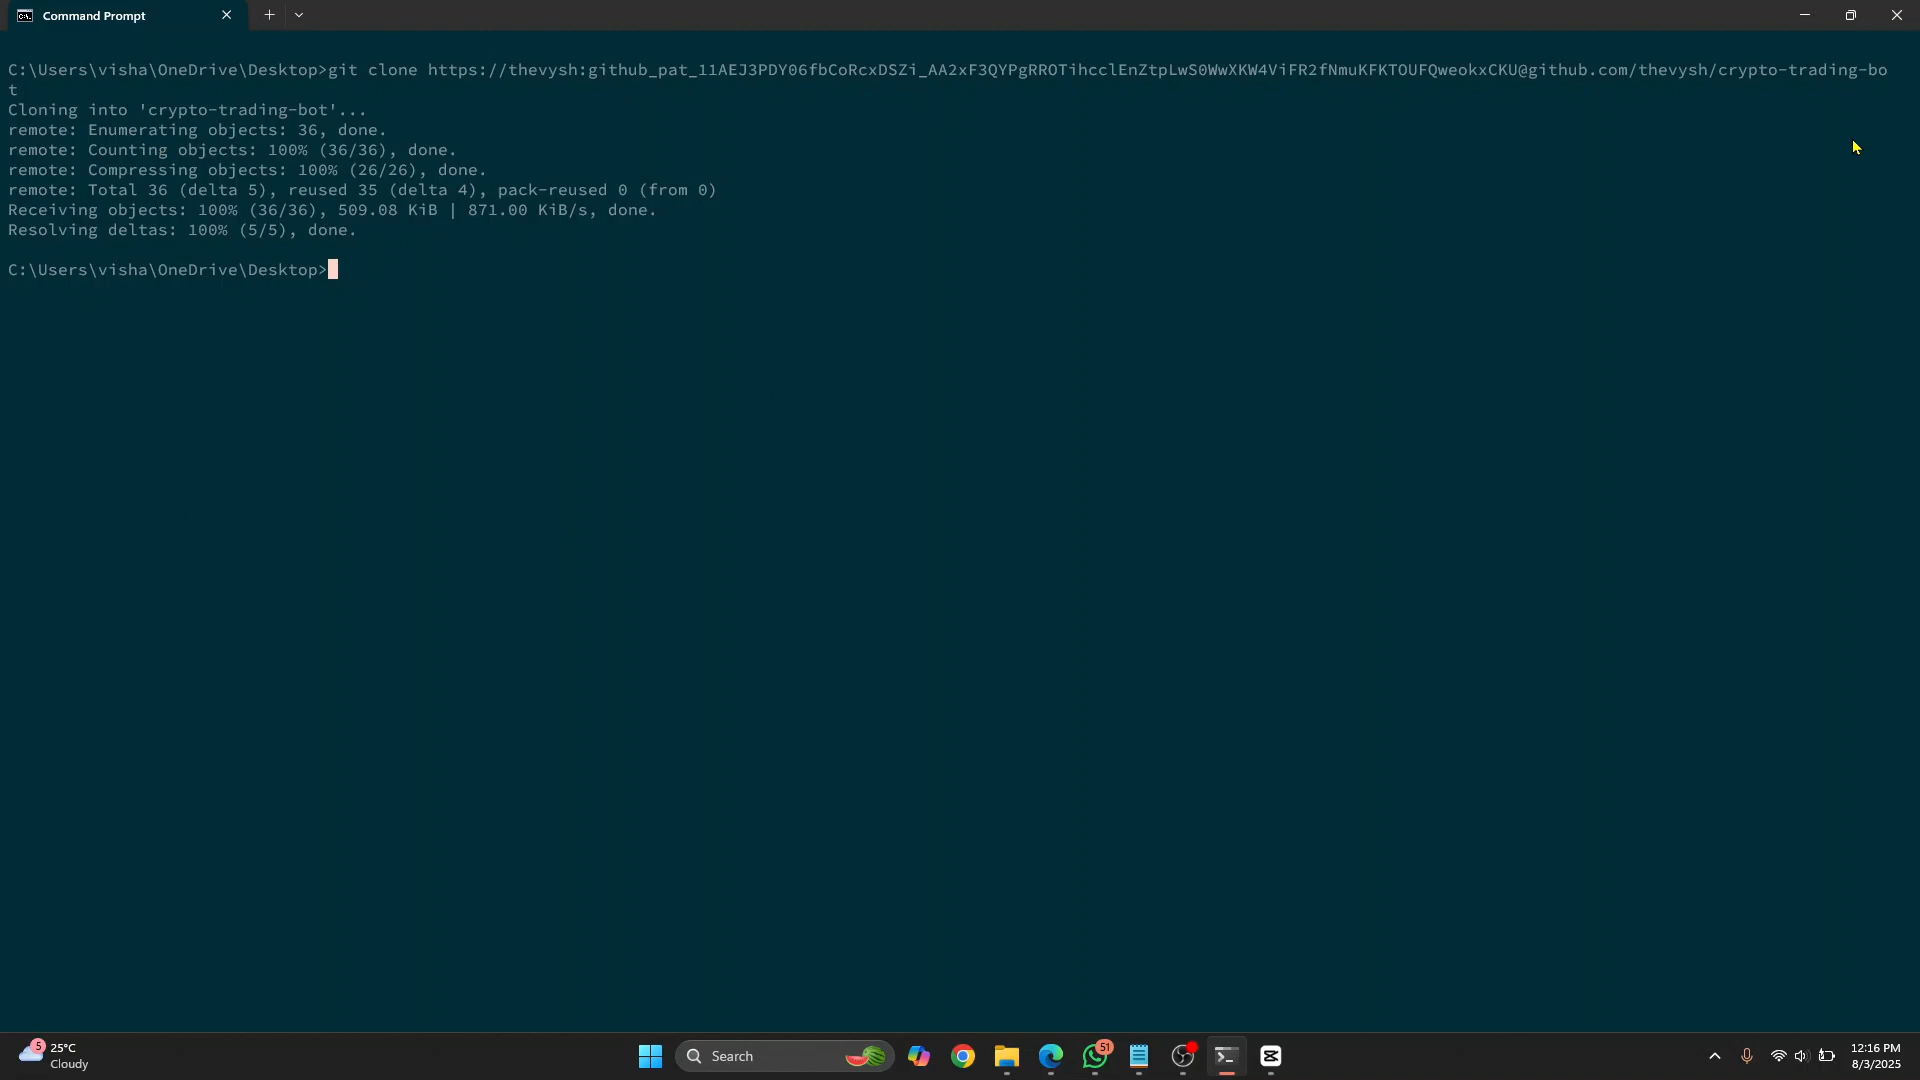 Command Prompt
C:\Users\visha\OneDrive\Desktop>git clone https://thevysh:[access token redacted]@github.com/thevysh/crypto-trading-bo
t
Cloning into 'crypto-trading-bot'...
remote: Enumerating objects: 36, done.
remote: Counting objects: 100% (36/36), done.
remote: Compressing objects: 100% (26/26), done.
remote: Total 36 (delta 5), reused 35 (delta 4), pack-reused 0 (from 0)
Receiving objects: 100% (36/36), 509.08 KiB | 871.00 KiB/s, done.
Resolving deltas: 100% (5/5), done.
C:\Users\visha\OneDrive\Desktop>
5
25°C
Cloudy
Search
51
12:16 PM
8/3/2025